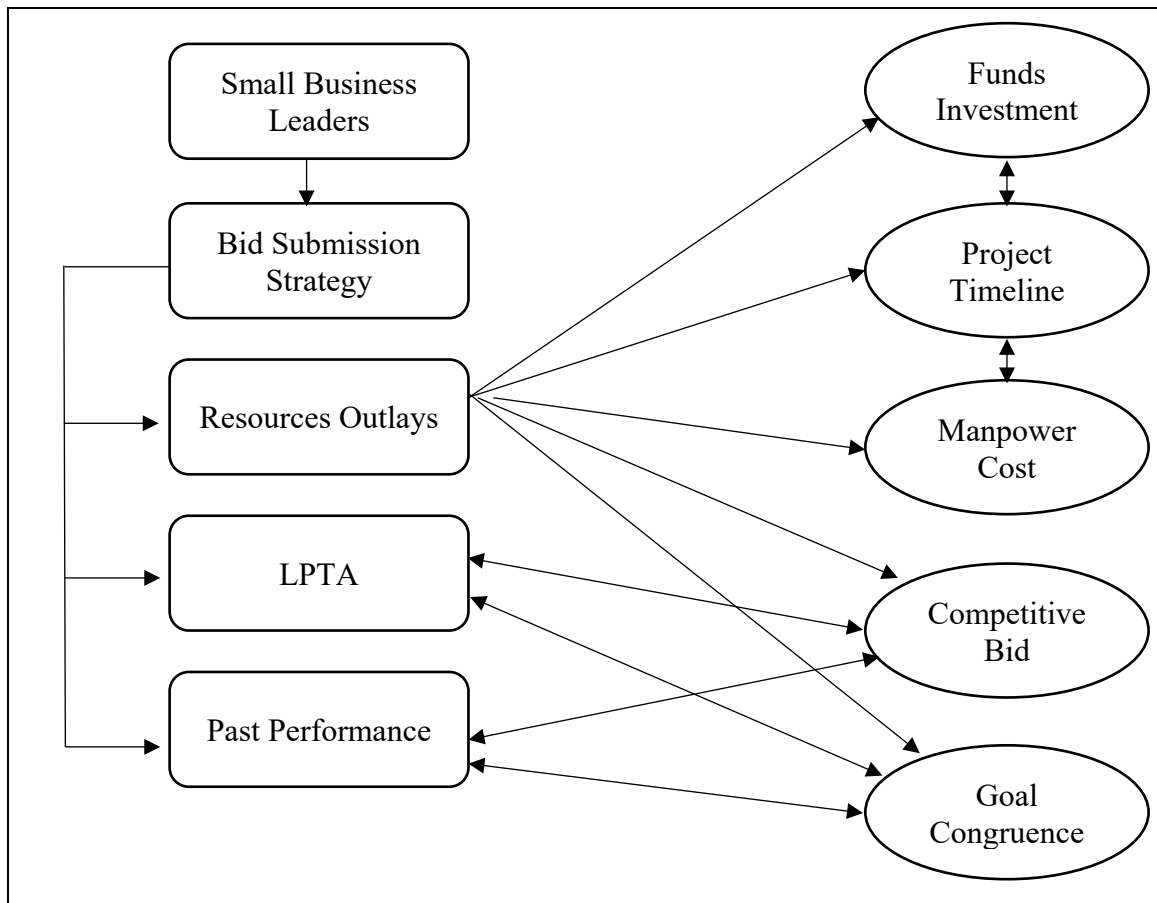 Small Business
Leaders
Bid Submission
Strategy
Resources Outlays
LPTA
Past Performance
Funds
Investment
Project
Timeline
Manpower
Cost
Competitive
Bid
Goal
Congruence